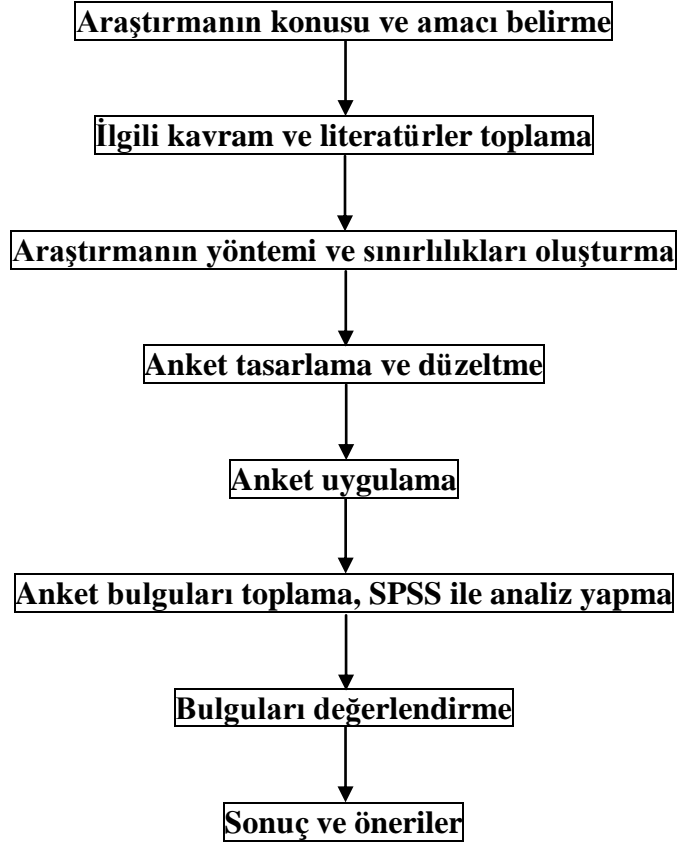 Araştırmanın konusu ve amacı belirme
İlgili kavram ve literatürler toplama
Araştırmanın yöntemi ve sınırlılıkları oluşturma
Anket tasarlama ve düzeltme
Anket uygulama
Anket bulguları toplama, SPSS ile analiz yapma
Bulguları değerlendirme
Sonuç ve öneriler